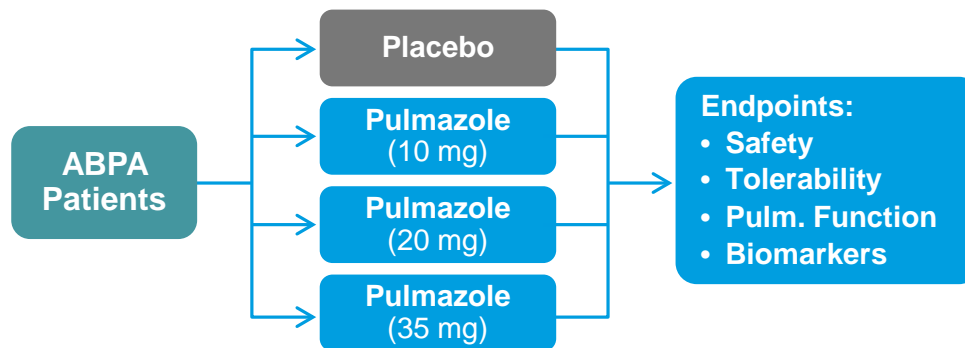 ABPA
Patients
Placebo
Pulmazole
(10 mg)
Pulmazole
(20 mg)
Pulmazole
(35 mg)
Endpoints:
• Safety
• Tolerability
• Pulm. Function
• Biomarkers